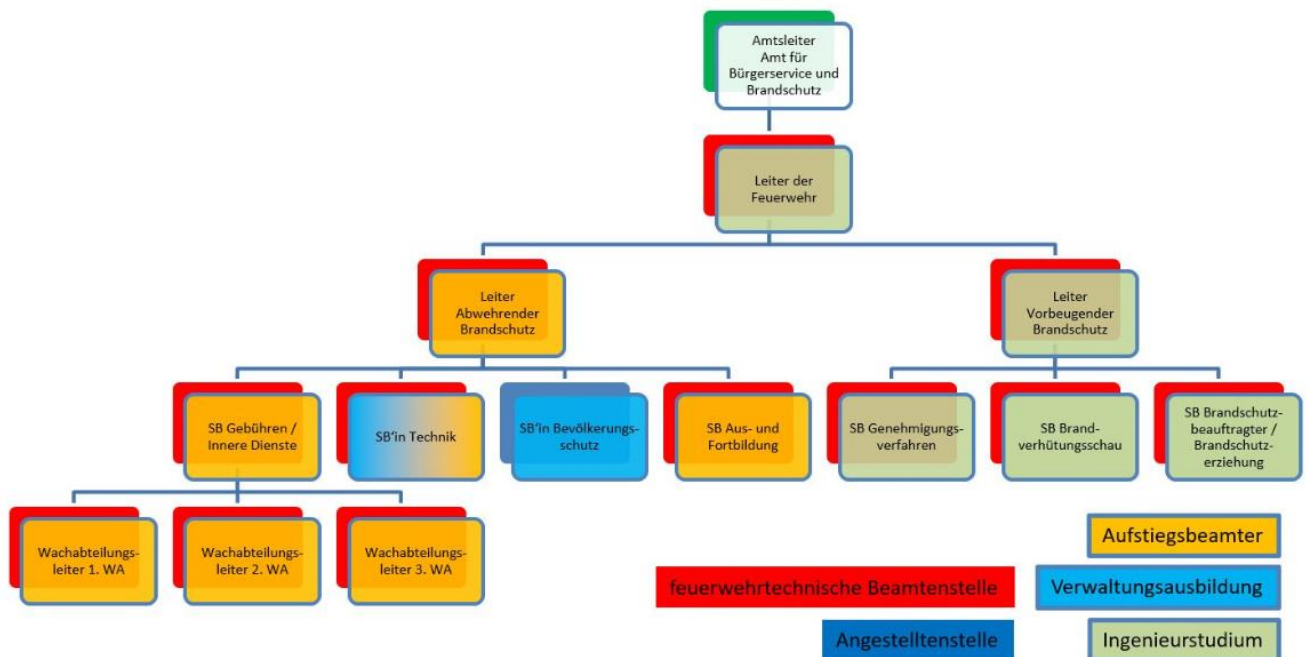 Amtsleiter
Amt für
Bürgerservice und
Brandschutz
Leiter der
Feuerwehr
Leiter
Abwehrender
Brandschutz
Leiter
Vorbeugender
Brandschutz
SB Gebühren /
Innere Dienste
SB'in Technik
SB'in Bevölkerungs-
schutz
SB Aus- und
Fortbildung
SB Genehmigungs-
verfahren
SB Brand-
verhütungsschau
SB Brandschutz-
beauftragter /
Brandschutz-
erziehung
Wachabteilungs-
leiter 1. WA
Wachabteilungs-
leiter 2. WA
Wachabteilungs-
leiter 3. WA
Aufstiegsbeamter
feuerwehrtechnische Beamtenstelle
Verwaltungsausbildung
Angestelltenstelle
Ingenieurstudium